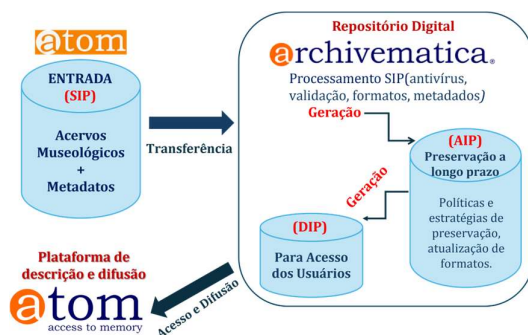 atom
ENTRADA
(SIP)
Acervos
Museológicos
+
Metadatos
Transferência
Repositório Digital
archivematica®
Processamento SIP(antivírus,
validação, formatos, metadados)
Geração
(AIP)
Preservação a
longo prazo
Políticas e
estratégias de
preservação,
atualização de
formatos.
Geração
(DIP)
Para Acesso
dos Usuários
Acesso e Difusão
Plataforma de
descrição e difusão
atom
access to memory